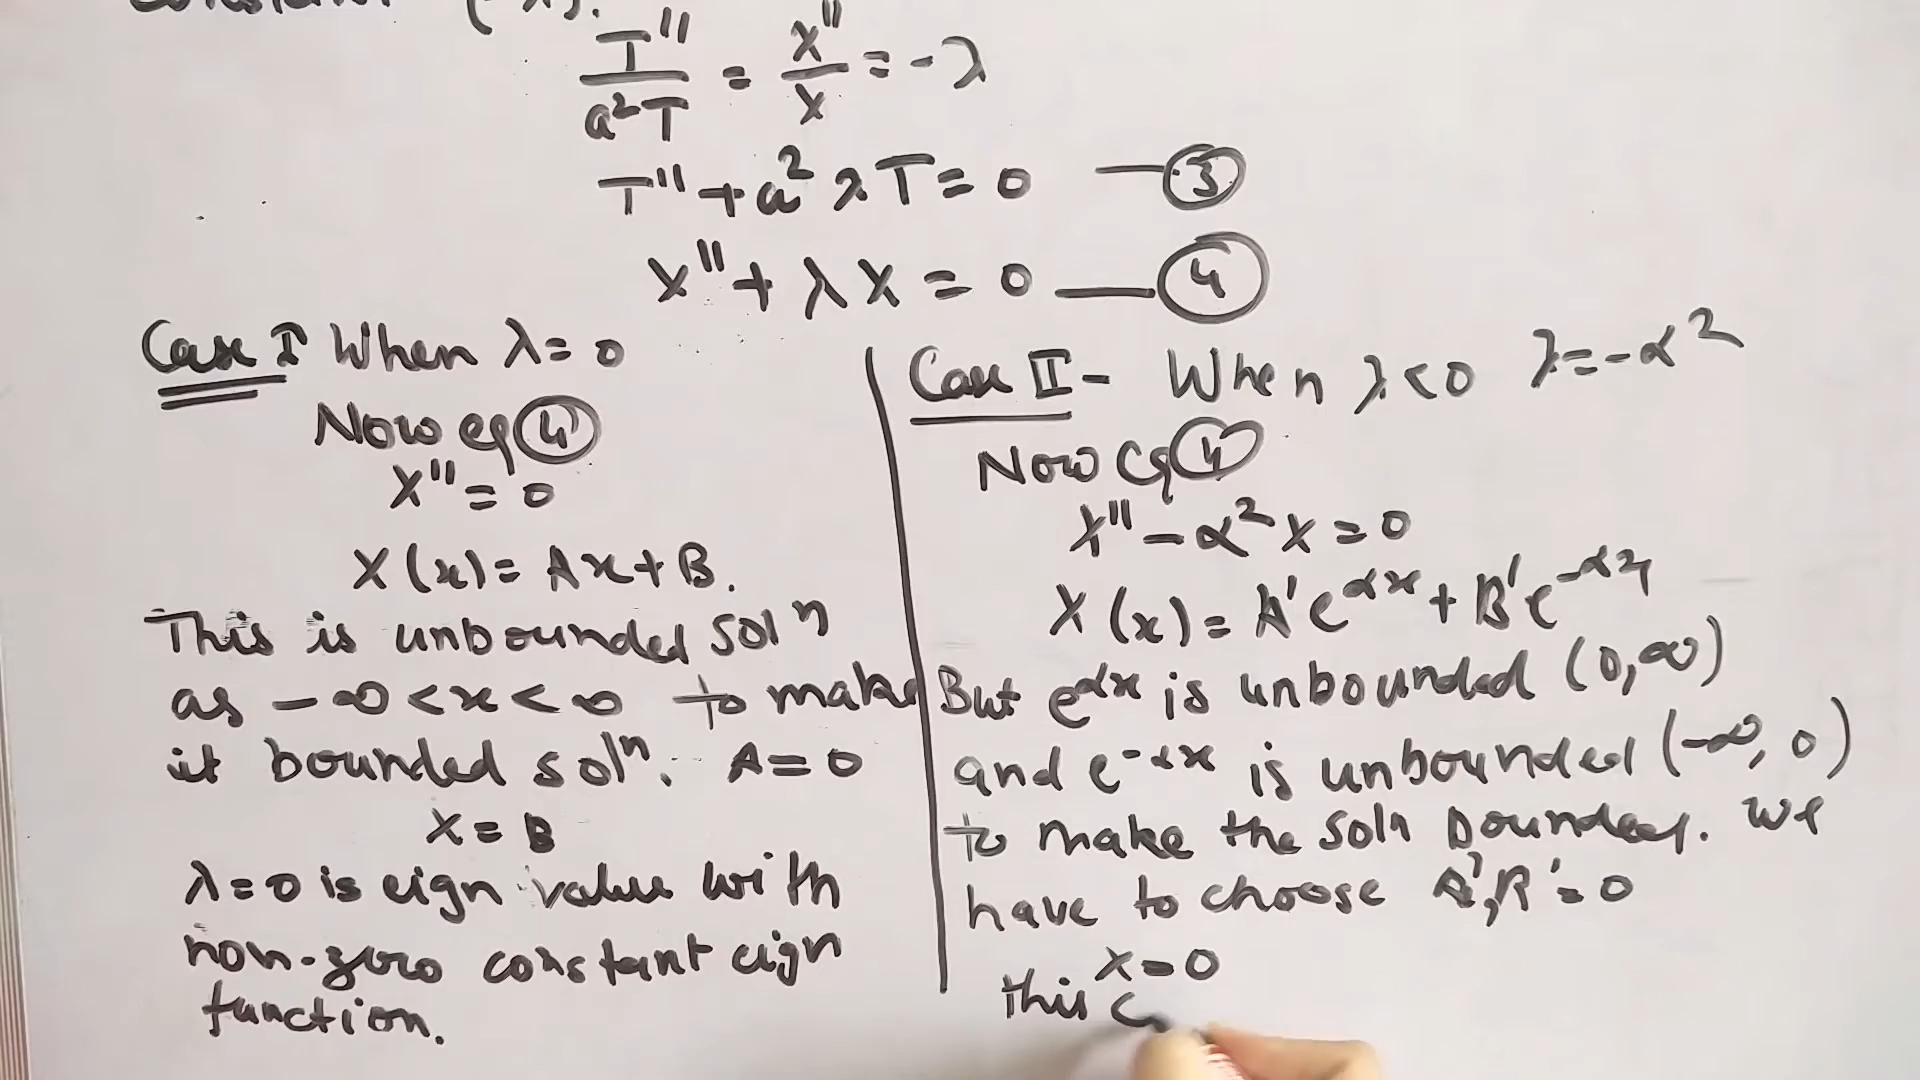 constant (-λ).
T''/a²T = X''/X = -λ
T'' + a²λT = 0 — ③
X'' + λX = 0 — ④
Case I When λ = 0
Now eq ④
X'' = 0
X(x) = Ax + B.
This is unbounded solⁿ
as -∞ < x < ∞ to make
it bounded solⁿ. A = 0
X = B
λ = 0 is eign value with
non-zero constant eign
function.
Case II - When λ < 0 λ = -α²
Now eq ④
X'' - α²X = 0
X(x) = A'e^αx + B'e^-αx
But e^αx is unbounded (0, ∞)
and e^-αx is unbounded (-∞, 0)
to make the soln bounded. We
have to choose A', B' = 0
X = 0
this